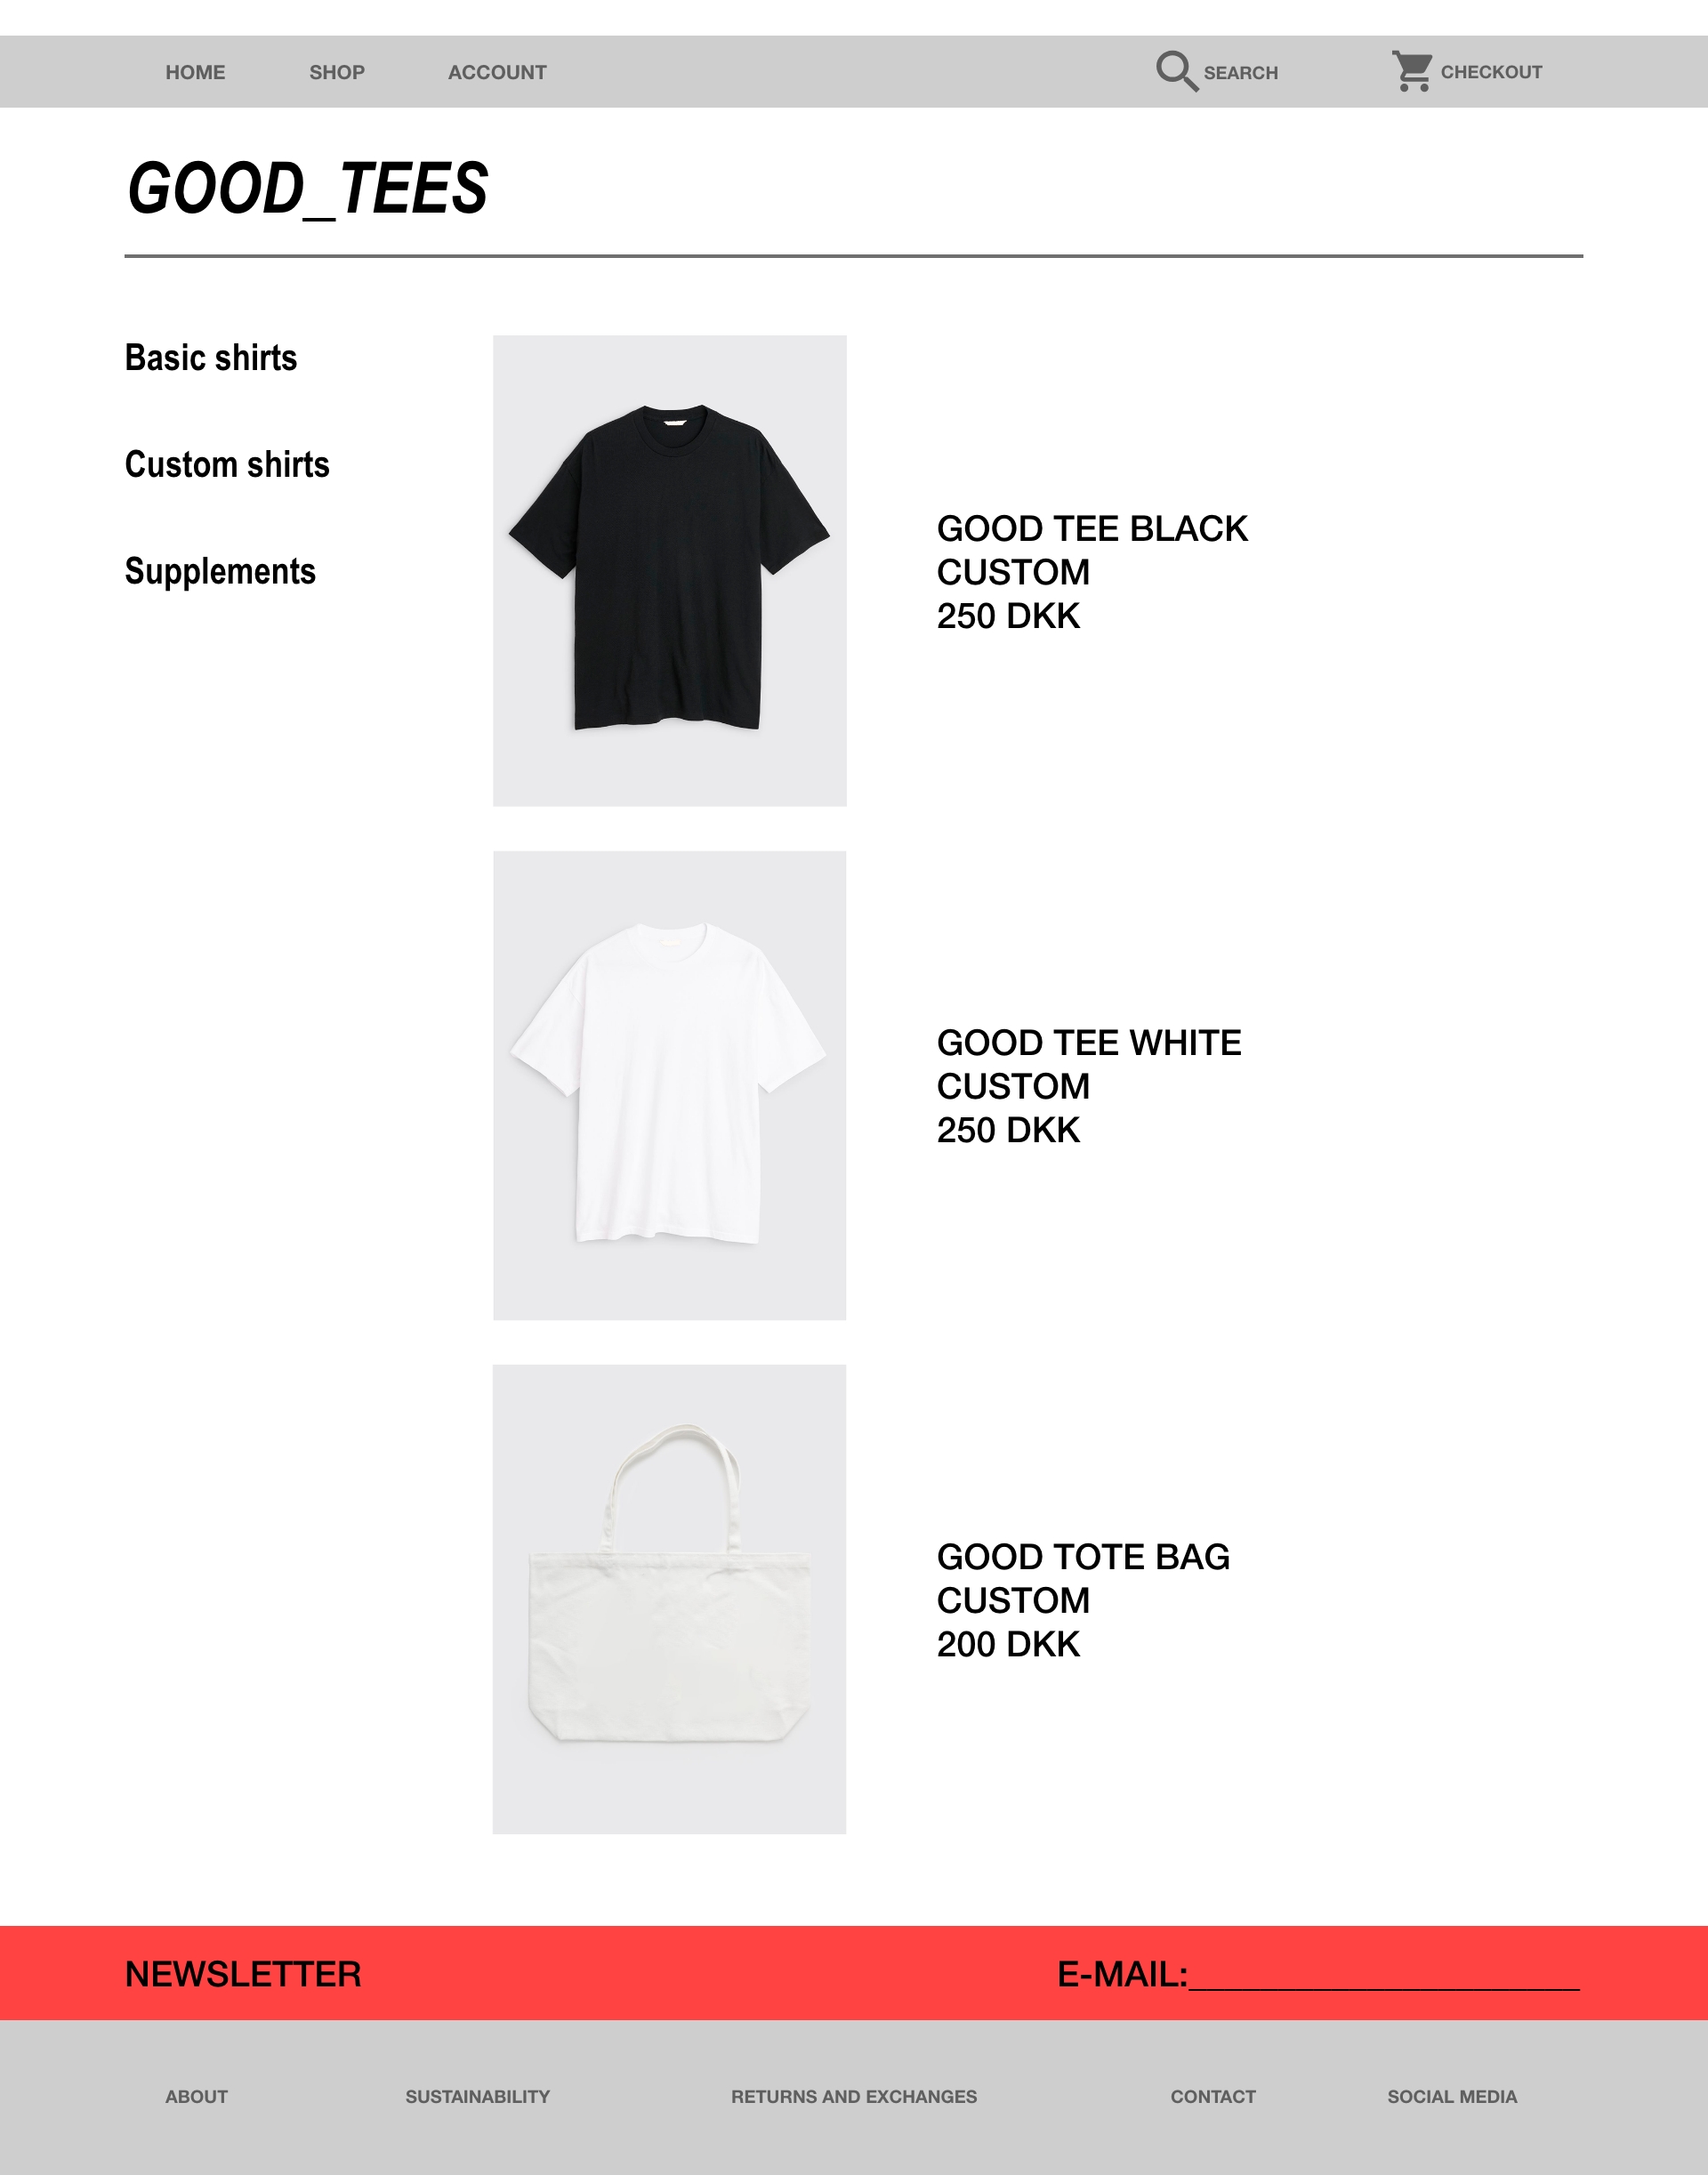 HOME SHOP ACCOUNT SEARCH CHECKOUT
GOOD_TEES
Basic shirts
Custom shirts
Supplements
GOOD TEE BLACK
CUSTOM
250 DKK
GOOD TEE WHITE
CUSTOM
250 DKK
GOOD TOTE BAG
CUSTOM
200 DKK
NEWSLETTER E-MAIL:____________________
ABOUT SUSTAINABILITY RETURNS AND EXCHANGES CONTACT SOCIAL MEDIA